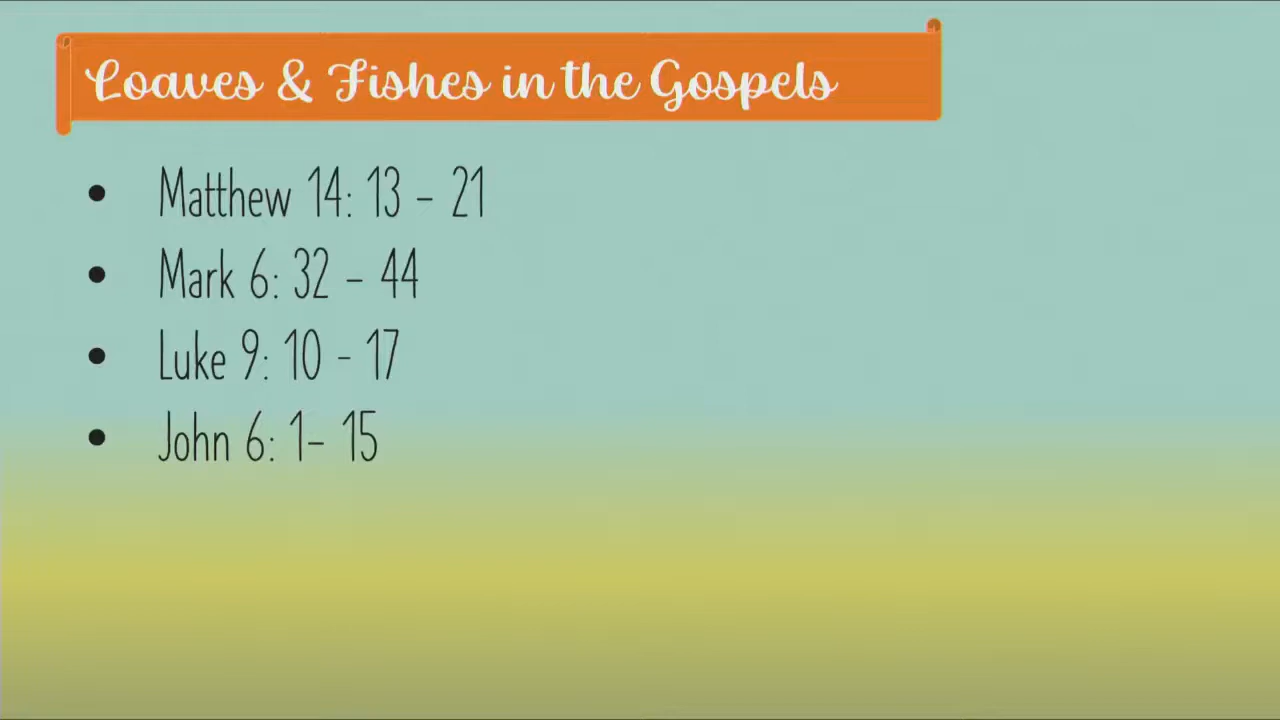 Loaves & Fishes in the Gospels
• Matthew 14: 13 – 21
• Mark 6: 32 – 44
• Luke 9: 10 - 17
• John 6: 1– 15